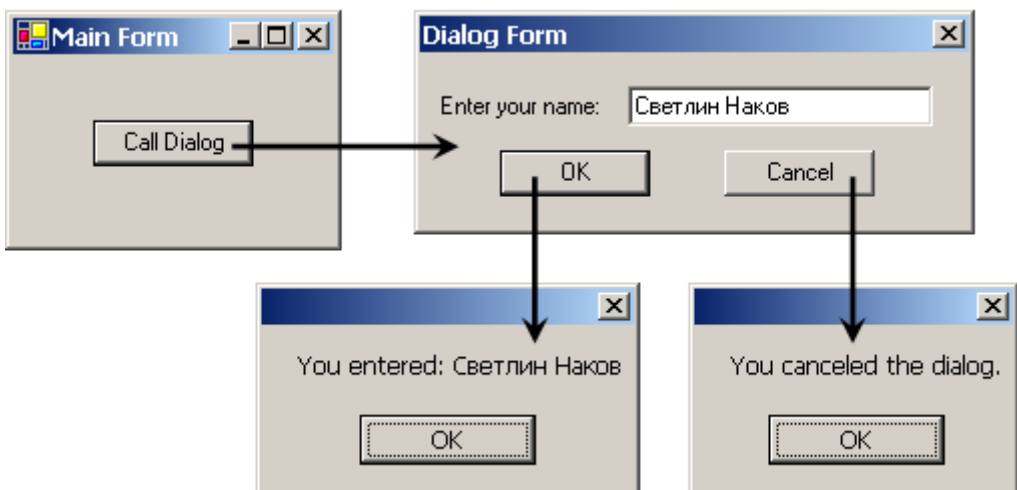 Main Form
Call Dialog
Dialog Form
Enter your name: Светлин Наков
OK Cancel
You entered: Светлин Наков
OK
You canceled the dialog.
OK